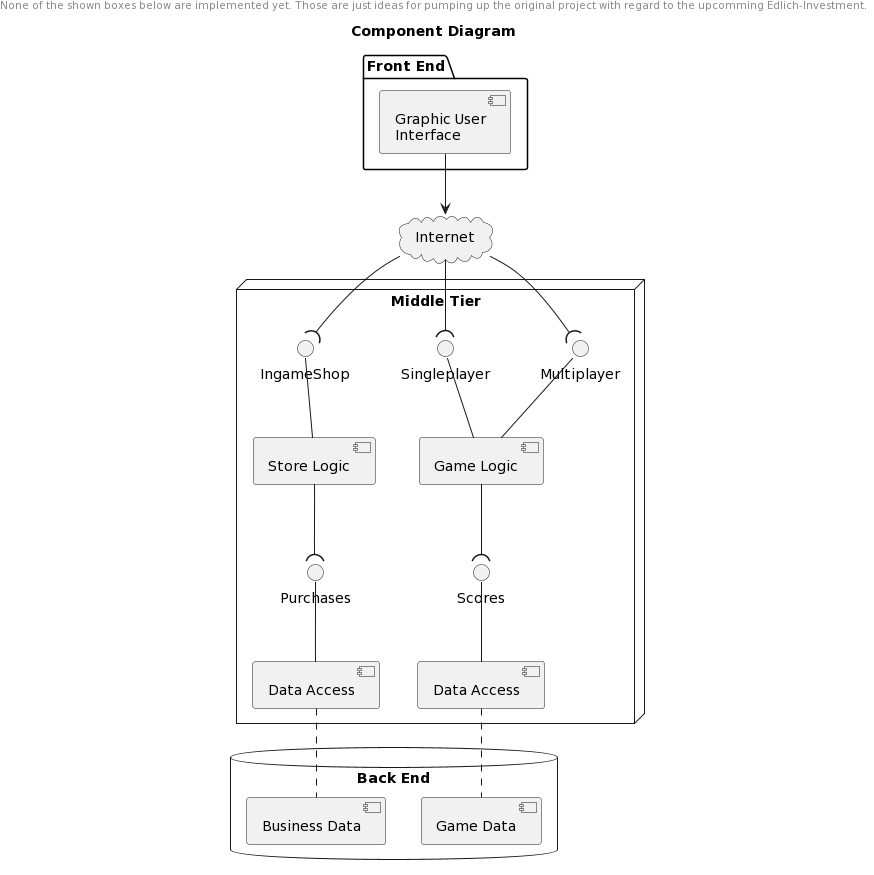 None of the shown boxes below are implemented yet. Those are just ideas for pumping up the original project with regard to the upcomming Edlich-Investment.
Component Diagram
Front End
Graphic User
Interface
Internet
Middle Tier
IngameShop
Singleplayer
Multiplayer
Store Logic
Game Logic
Purchases
Scores
Data Access
Data Access
Back End
Business Data
Game Data